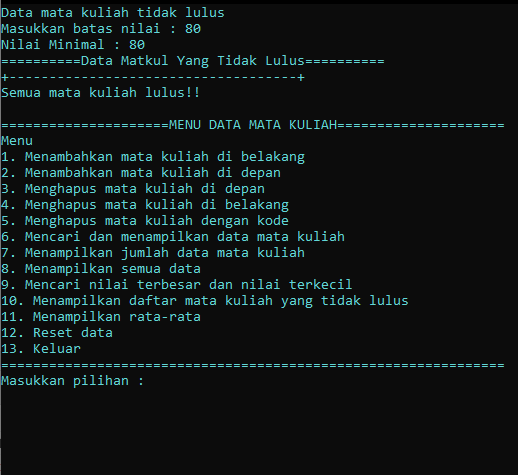 Data mata kuliah tidak lulus
Masukkan batas nilai : 80
Nilai Minimal : 80
==========Data Matkul Yang Tidak Lulus==========
+------------------------------------+
Semua mata kuliah lulus!!
=====================MENU DATA MATA KULIAH=====================
Menu
1. Menambahkan mata kuliah di belakang
2. Menambahkan mata kuliah di depan
3. Menghapus mata kuliah di depan
4. Menghapus mata kuliah di belakang
5. Menghapus mata kuliah dengan kode
6. Mencari dan menampilkan data mata kuliah
7. Menampilkan jumlah data mata kuliah
8. Menampilkan semua data
9. Mencari nilai terbesar dan nilai terkecil
10. Menampilkan daftar mata kuliah yang tidak lulus
11. Menampilkan rata-rata
12. Reset data
13. Keluar
===============================================================
Masukkan pilihan :